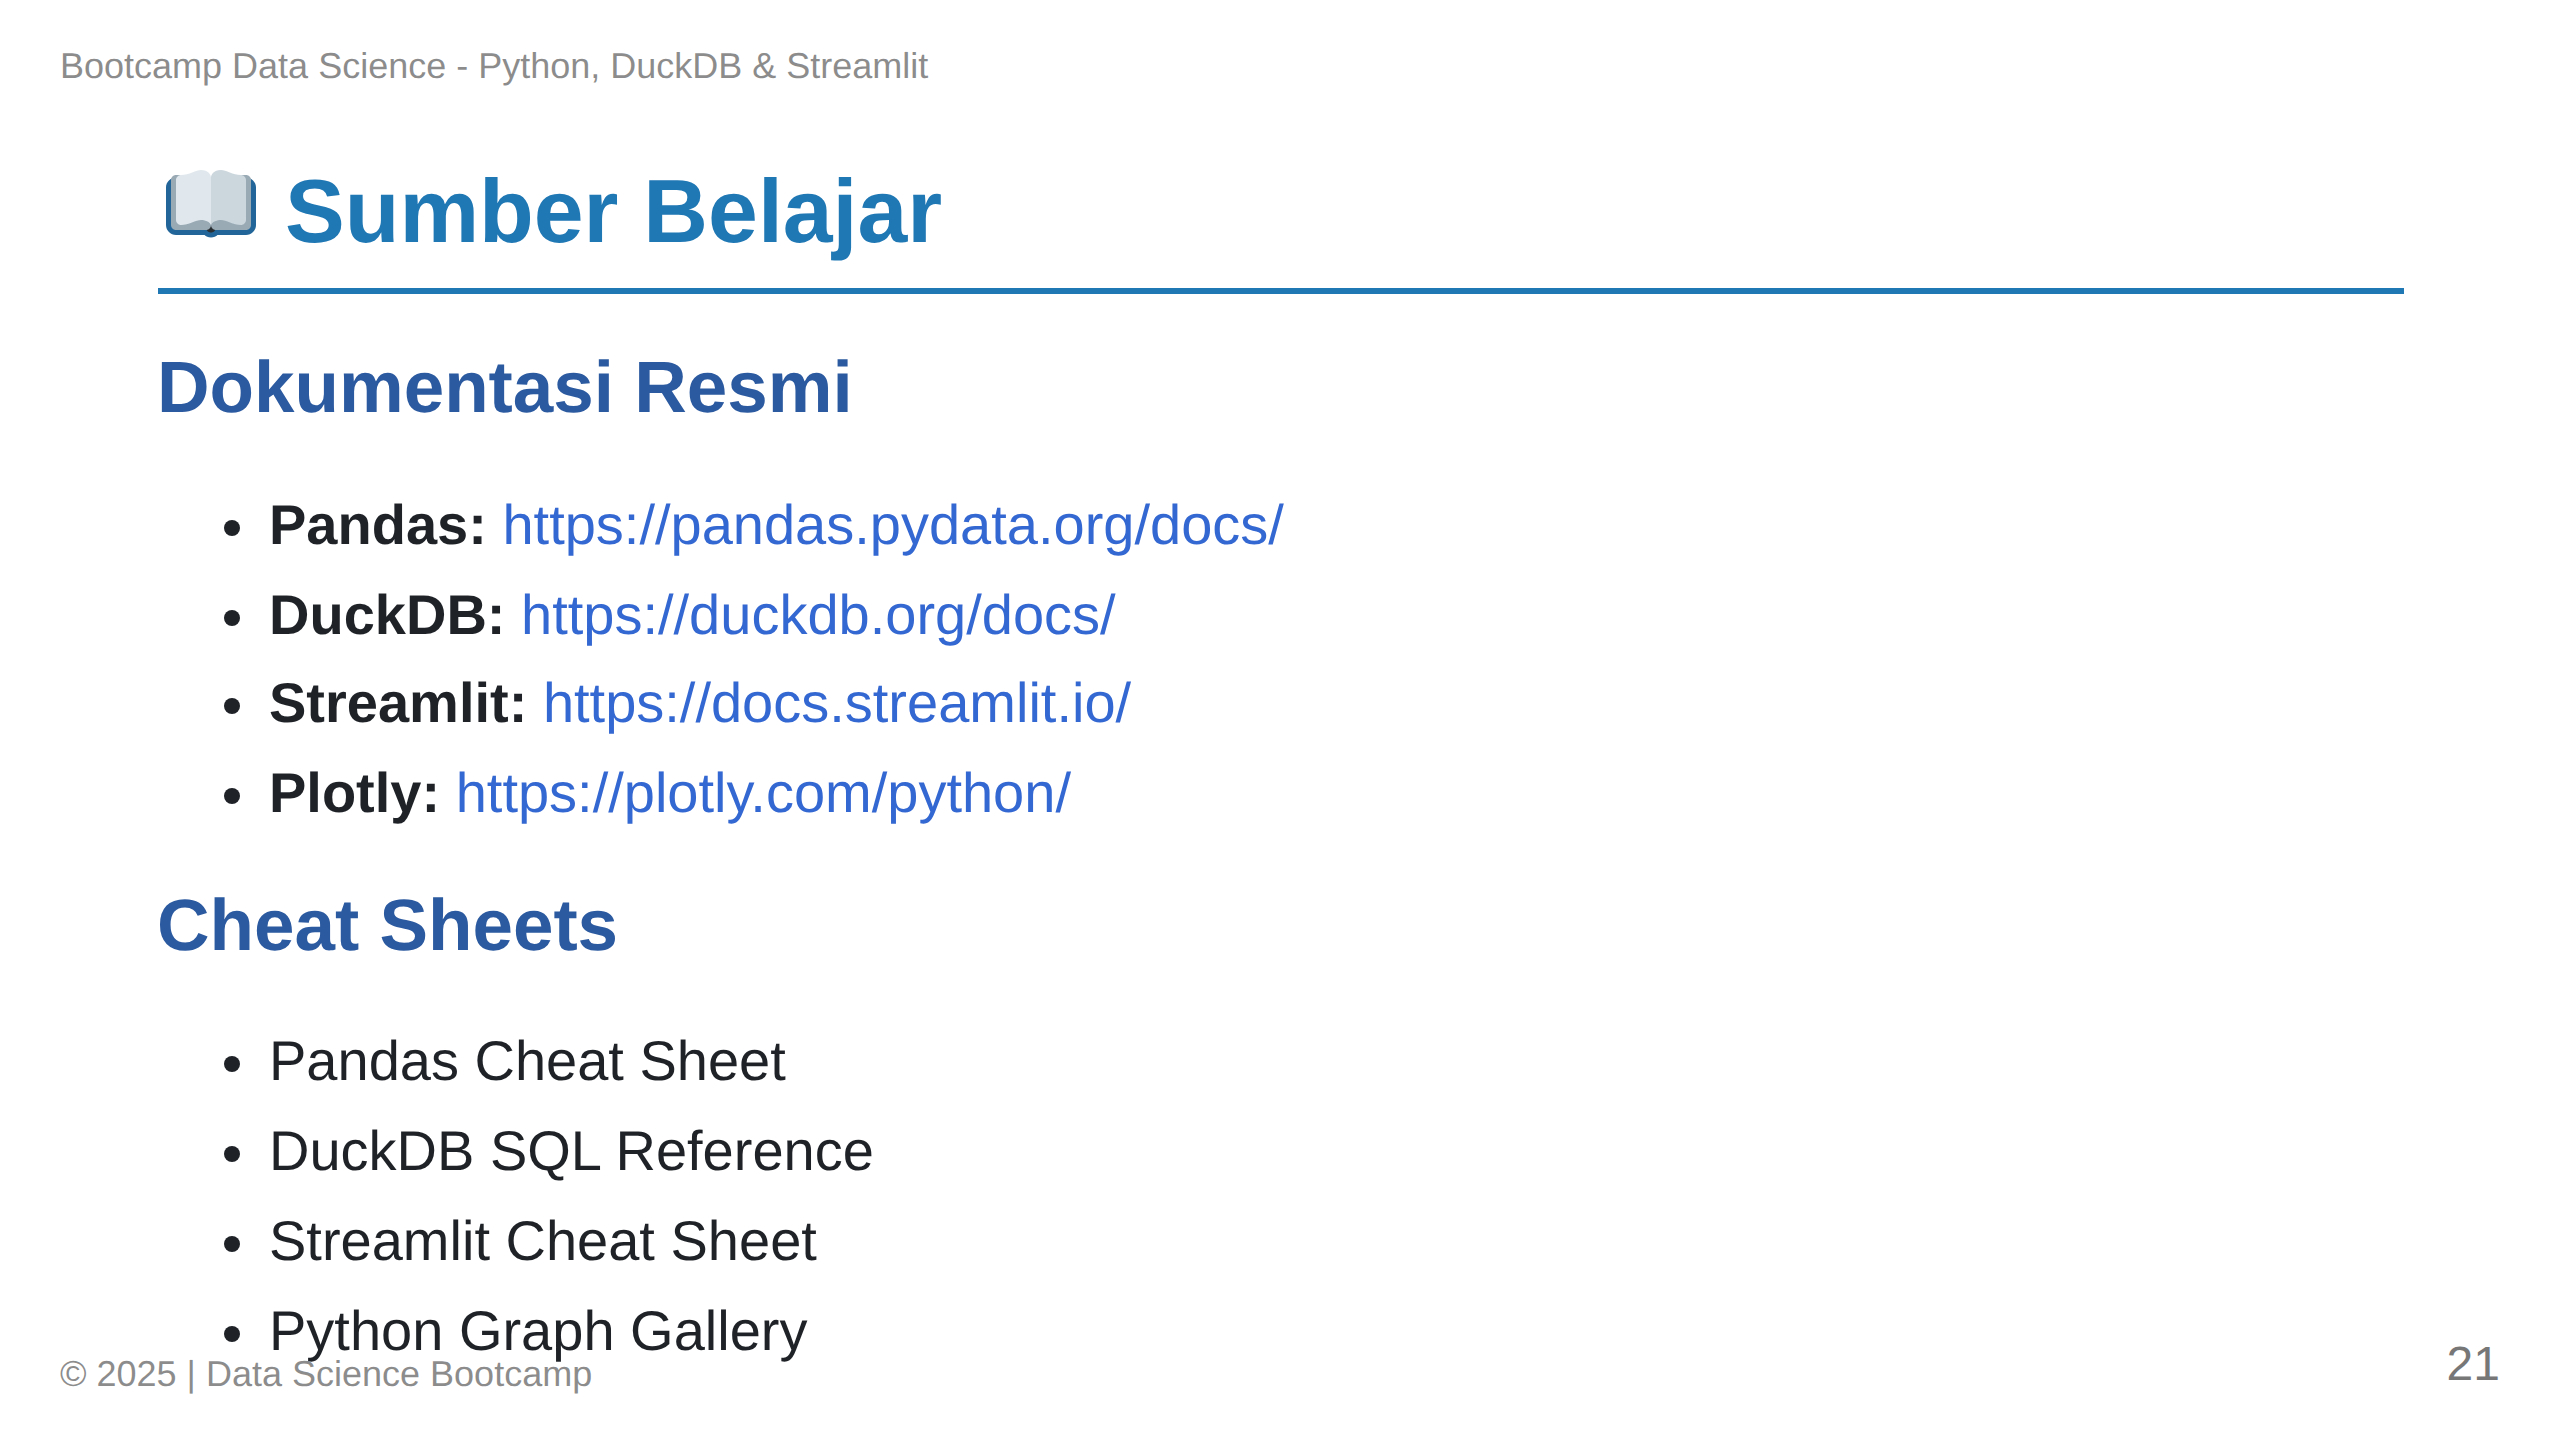 Bootcamp Data Science - Python, DuckDB & Streamlit
Sumber Belajar
Dokumentasi Resmi
• Pandas: https://pandas.pydata.org/docs/
• DuckDB: https://duckdb.org/docs/
• Streamlit: https://docs.streamlit.io/
• Plotly: https://plotly.com/python/
Cheat Sheets
• Pandas Cheat Sheet
• DuckDB SQL Reference
• Streamlit Cheat Sheet
• Python Graph Gallery
© 2025 | Data Science Bootcamp
21